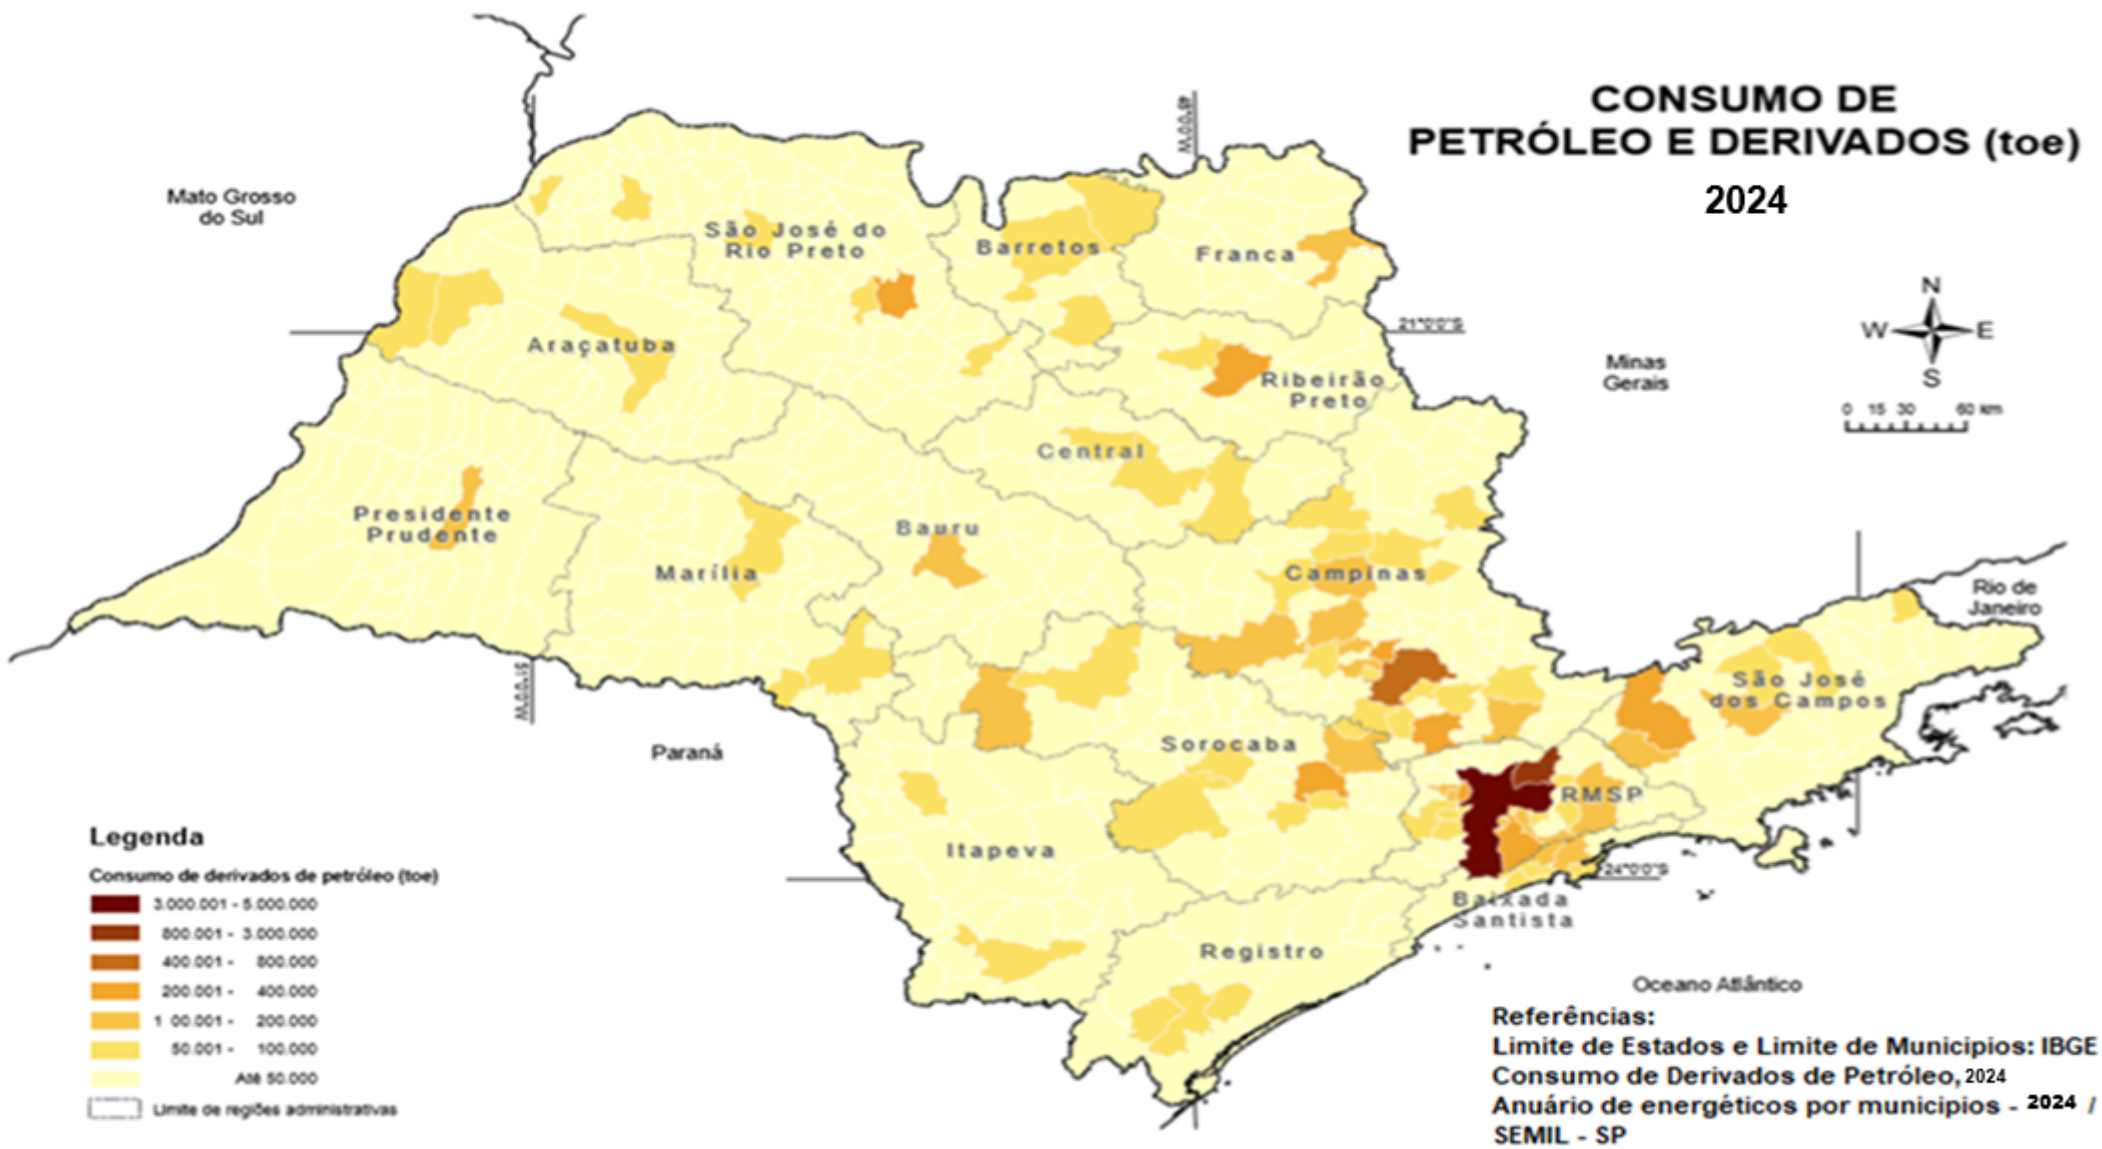 CONSUMO DE
PETRÓLEO E DERIVADOS (toe)
2024
Mato Grosso
do Sul
48°00'W
São José do
Rio Preto
Barretos
Franca
N
W E
S
21°00'S
Araçatuba
Minas
Gerais
Ribeirão
Preto
0 15 30 60 km
Central
Presidente
Prudente
Bauru
Marília
Campinas
Rio de
Janeiro
51°00'W
São José
dos Campos
Paraná
Sorocaba
RMSP
Itapeva
24°00'S
Baixada
Santista
Registro
Oceano Atlântico
Legenda
Consumo de derivados de petróleo (toe)
3.000.001 - 5.000.000
800.001 - 3.000.000
400.001 - 800.000
200.001 - 400.000
1 00.001 - 200.000
50.001 - 100.000
Até 50.000
Limite de regiões administrativas
Referências:
Limite de Estados e Limite de Municipios: IBGE
Consumo de Derivados de Petróleo, 2024
Anuário de energéticos por municipios - 2024 /
SEMIL - SP